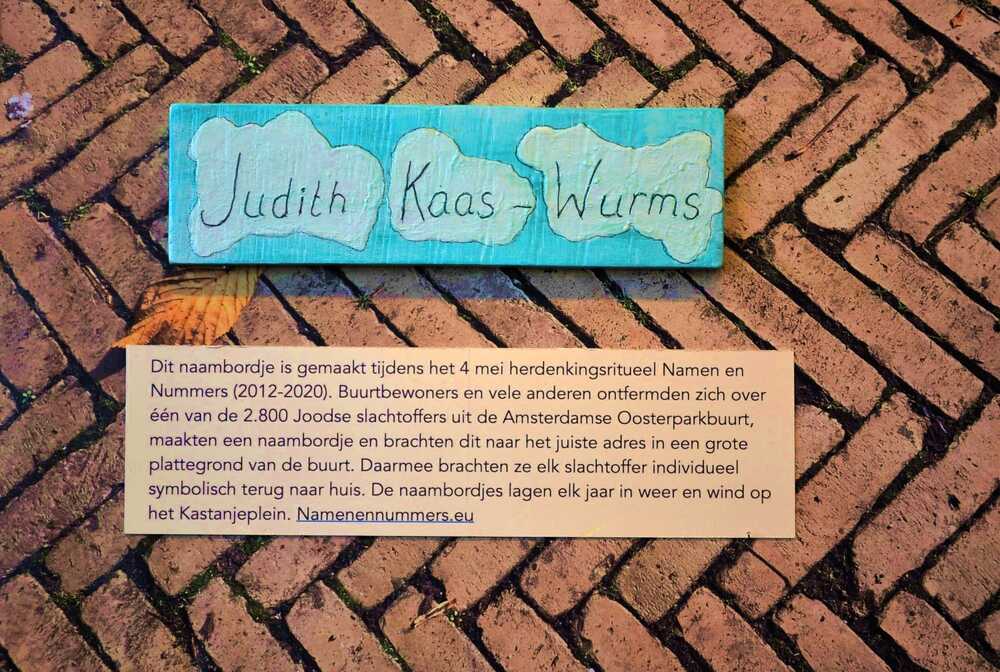 Judith Kaas - Wurms
Dit naambordje is gemaakt tijdens het 4 mei herdenkingsritueel Namen en
Nummers (2012-2020). Buurtbewoners en vele anderen ontfermden zich over
één van de 2.800 Joodse slachtoffers uit de Amsterdamse Oosterparkbuurt,
maakten een naambordje en brachten dit naar het juiste adres in een grote
plattegrond van de buurt. Daarmee brachten ze elk slachtoffer individueel
symbolisch terug naar huis. De naambordjes lagen elk jaar in weer en wind op
het Kastanjeplein. Namenennummers.eu